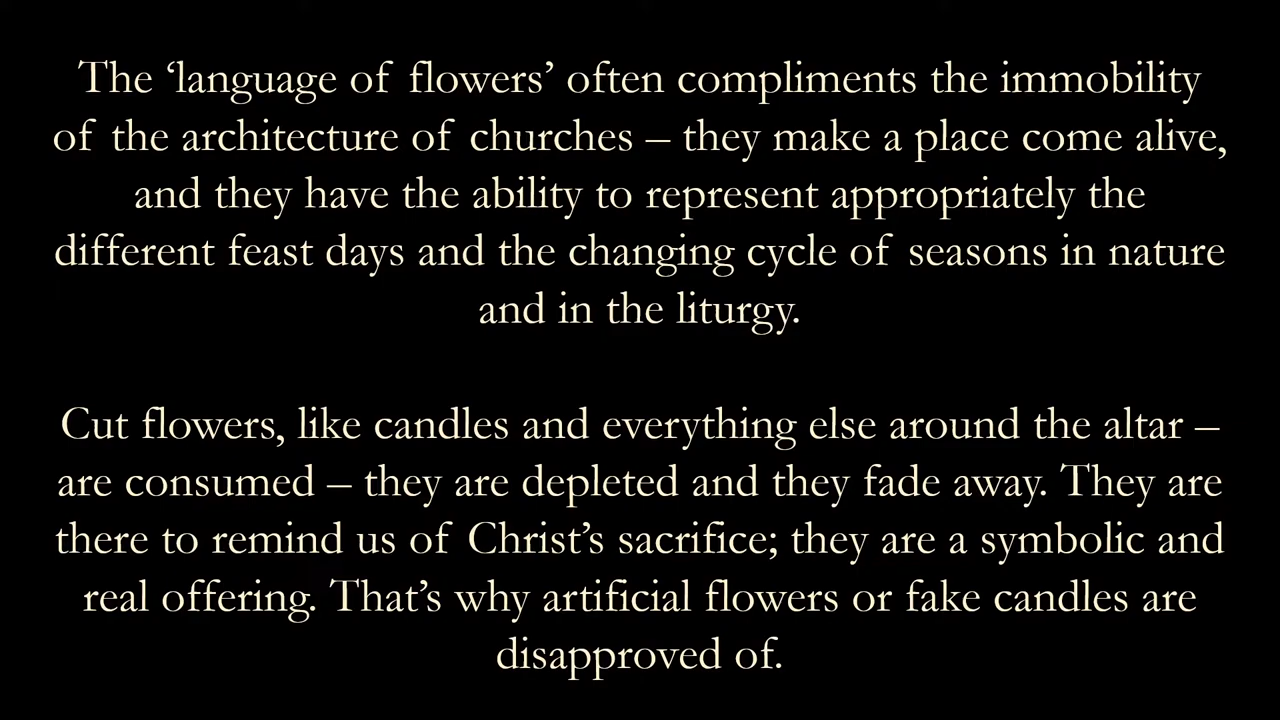 The ‘language of flowers’ often compliments the immobility
of the architecture of churches – they make a place come alive,
and they have the ability to represent appropriately the
different feast days and the changing cycle of seasons in nature
and in the liturgy.
Cut flowers, like candles and everything else around the altar –
are consumed – they are depleted and they fade away. They are
there to remind us of Christ’s sacrifice; they are a symbolic and
real offering. That’s why artificial flowers or fake candles are
disapproved of.